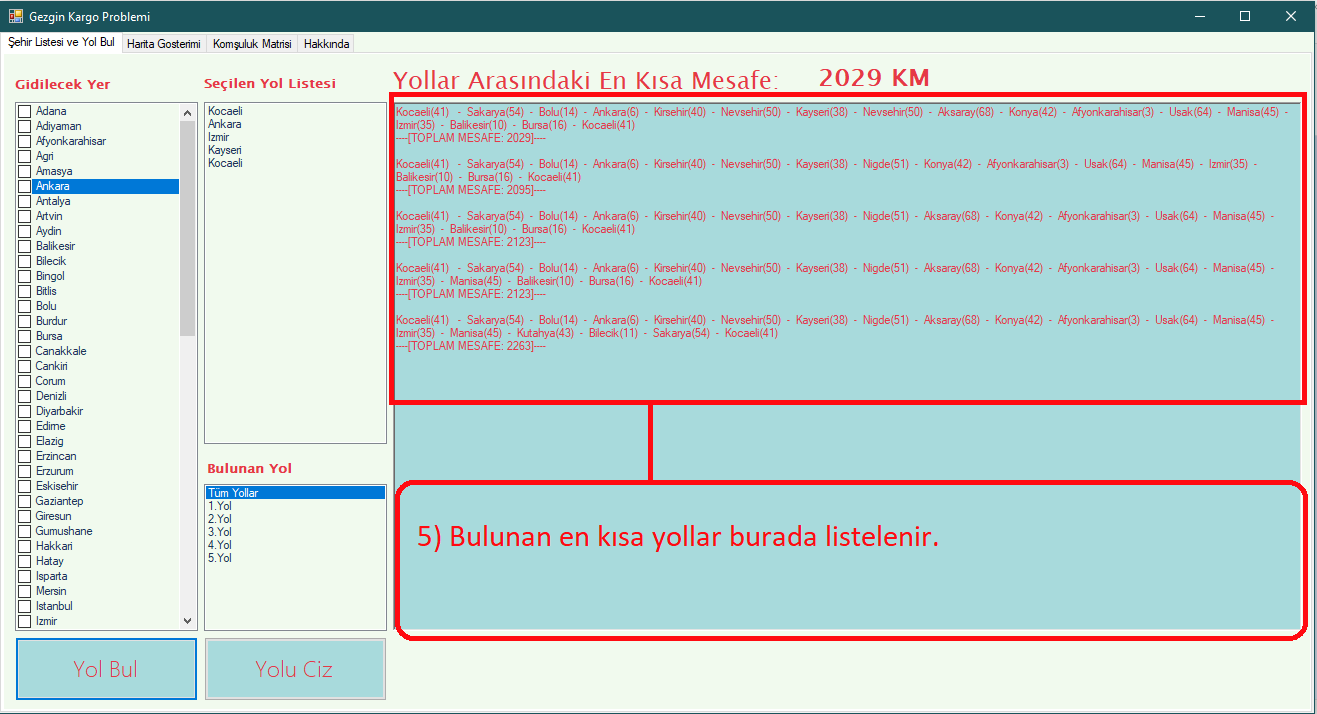 Gezgin Kargo Problemi
Şehir Listesi ve Yol Bul
Harita Gosterimi
Komşuluk Matrisi
Hakkında
Gidilecek Yer
Adana
Adiyaman
Afyonkarahisar
Agri
Amasya
Ankara
Antalya
Artvin
Aydin
Balikesir
Bilecik
Bingol
Bitlis
Bolu
Burdur
Bursa
Canakkale
Cankiri
Corum
Denizli
Diyarbakir
Edirne
Elazig
Erzincan
Erzurum
Eskisehir
Gaziantep
Giresun
Gumushane
Hakkari
Hatay
Isparta
Mersin
Istanbul
Izmir
Yol Bul
Seçilen Yol Listesi
Kocaeli
Ankara
Izmir
Kayseri
Kocaeli
Bulunan Yol
Tüm Yollar
1.Yol
2.Yol
3.Yol
4.Yol
5.Yol
Yolu Ciz
Yollar Arasındaki En Kısa Mesafe: 2029 KM
Kocaeli(41) - Sakarya(54) - Bolu(14) - Ankara(6) - Kirsehir(40) - Nevsehir(50) - Kayseri(38) - Nevsehir(50) - Aksaray(68) - Konya(42) - Afyonkarahisar(3) - Usak(64) - Manisa(45) -
Izmir(35) - Balikesir(10) - Bursa(16) - Kocaeli(41)
----[TOPLAM MESAFE: 2029]----
Kocaeli(41) - Sakarya(54) - Bolu(14) - Ankara(6) - Kirsehir(40) - Nevsehir(50) - Kayseri(38) - Nigde(51) - Konya(42) - Afyonkarahisar(3) - Usak(64) - Manisa(45) - Izmir(35) -
Balikesir(10) - Bursa(16) - Kocaeli(41)
----[TOPLAM MESAFE: 2095]----
Kocaeli(41) - Sakarya(54) - Bolu(14) - Ankara(6) - Kirsehir(40) - Nevsehir(50) - Kayseri(38) - Nigde(51) - Aksaray(68) - Konya(42) - Afyonkarahisar(3) - Usak(64) - Manisa(45) -
Izmir(35) - Balikesir(10) - Bursa(16) - Kocaeli(41)
----[TOPLAM MESAFE: 2123]----
Kocaeli(41) - Sakarya(54) - Bolu(14) - Ankara(6) - Kirsehir(40) - Nevsehir(50) - Kayseri(38) - Nigde(51) - Aksaray(68) - Konya(42) - Afyonkarahisar(3) - Usak(64) - Manisa(45) -
Izmir(35) - Manisa(45) - Balikesir(10) - Bursa(16) - Kocaeli(41)
----[TOPLAM MESAFE: 2123]----
Kocaeli(41) - Sakarya(54) - Bolu(14) - Ankara(6) - Kirsehir(40) - Nevsehir(50) - Kayseri(38) - Nigde(51) - Aksaray(68) - Konya(42) - Afyonkarahisar(3) - Usak(64) - Manisa(45) -
Izmir(35) - Manisa(45) - Kutahya(43) - Bilecik(11) - Sakarya(54) - Kocaeli(41)
----[TOPLAM MESAFE: 2263]----
5) Bulunan en kısa yollar burada listelenir.